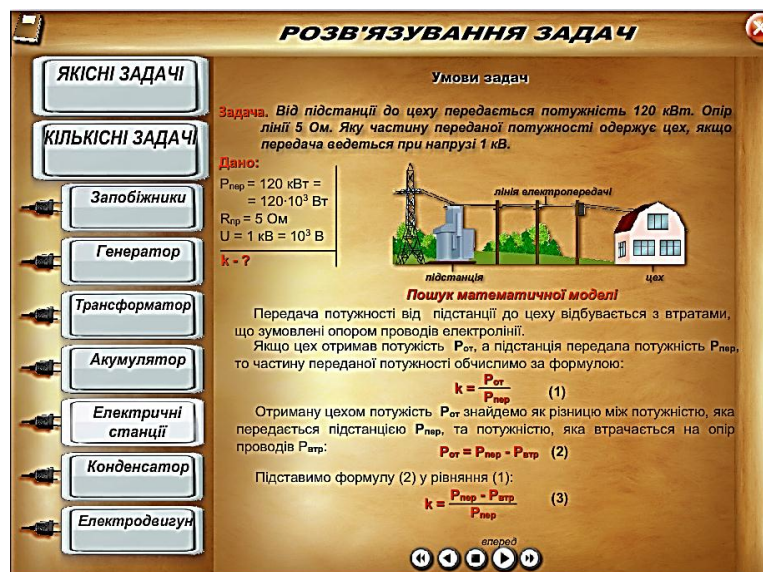 РОЗВ'ЯЗУВАННЯ ЗАДАЧ
ЯКІСНІ ЗАДАЧІ
КІЛЬКІСНІ ЗАДАЧІ
Запобіжники
Генератор
Трансформатор
Акумулятор
Електричні
станції
Конденсатор
Електродвигун
Умови задач
Задача. Від підстанції до цеху передається потужність 120 кВт. Опір
лінії 5 Ом. Яку частину переданої потужності одержує цех, якщо
передача ведеться при напрузі 1 кВ.
Дано:
Pпер = 120 кВт =
= 120·10³ Вт
Rпр = 5 Ом
U = 1 кВ = 10³ В
k - ?
лінія електропередачі
підстанція
цех
Пошук математичної моделі
Передача потужності від підстанції до цеху відбувається з втратами,
що зумовлені опором проводів електролінії.
Якщо цех отримав потужість Pот, а підстанція передала потужність Pпер,
то частину переданої потужності обчислимо за формулою:
k = Pот / Pпер (1)
Отриману цехом потужість Pот знайдемо як різницю між потужністю, яка
передається підстанцією Pпер, та потужністю, яка втрачається на опір
проводів Pвтр:
Pот = Pпер - Pвтр (2)
Підставимо формулу (2) у рівняння (1):
k = Pпер - Pвтр / Pпер (3)
вперед